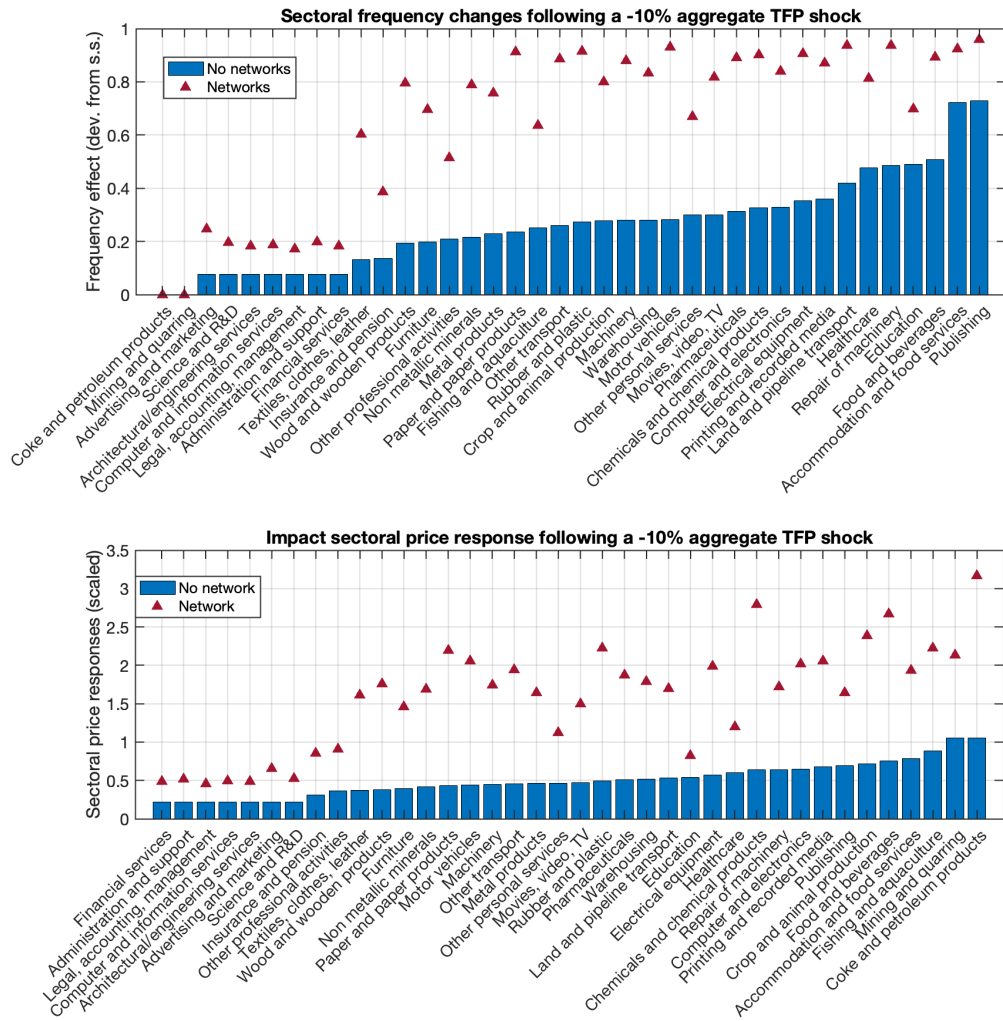 Sectoral frequency changes following a -10% aggregate TFP shock
Frequency effect (dev. from s.s.)
1
0.8
0.6
0.4
0.2
0
No networks
Networks
Coke and petroleum products
Mining and quarring
Advertising and marketing
Science and R&D
Architectural/engineering services
Computer and information services
Legal, accounting, management
Administration and support
Financial services
Textiles, clothes, leather
Insurance and pension
Wood and wooden products
Furniture
Other professional activities
Non metallic minerals
Metal products
Paper and paper products
Fishing and aquaculture
Other transport
Rubber and plastic
Crop and animal production
Machinery
Warehousing
Motor vehicles
Other personal services
Movies, video, TV
Pharmaceuticals
Chemicals and chemical products
Computer and electronics
Electrical equipment
Printing and recorded media
Land and pipeline transport
Healthcare
Repair of machinery
Education
Food and beverages
Accommodation and food services
Publishing
Impact sectoral price response following a -10% aggregate TFP shock
Sectoral price responses (scaled)
3.5
3
2.5
2
1.5
1
0.5
0
No network
Network
Financial services
Administration and support
Legal, accounting, management
Computer and information services
Architectural/engineering services
Advertising and marketing
Science and R&D
Insurance and pension
Other professional activities
Textiles, clothes, leather
Wood and wooden products
Furniture
Non metallic minerals
Paper and paper products
Motor vehicles
Machinery
Other transport
Metal products
Other personal services
Movies, video, TV
Rubber and plastic
Pharmaceuticals
Warehousing
Land and pipeline transport
Education
Electrical equipment
Healthcare
Chemicals and chemical products
Repair of machinery
Computer and electronics
Printing and recorded media
Publishing
Crop and animal production
Food and beverages
Accommodation and food services
Fishing and aquaculture
Mining and quarring
Coke and petroleum products